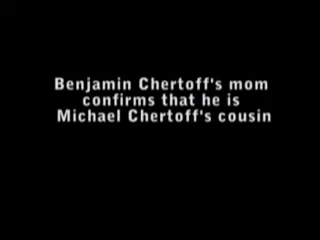 Benjamin Chertoff's mom
confirms that he is
Michael Chertoff's cousin